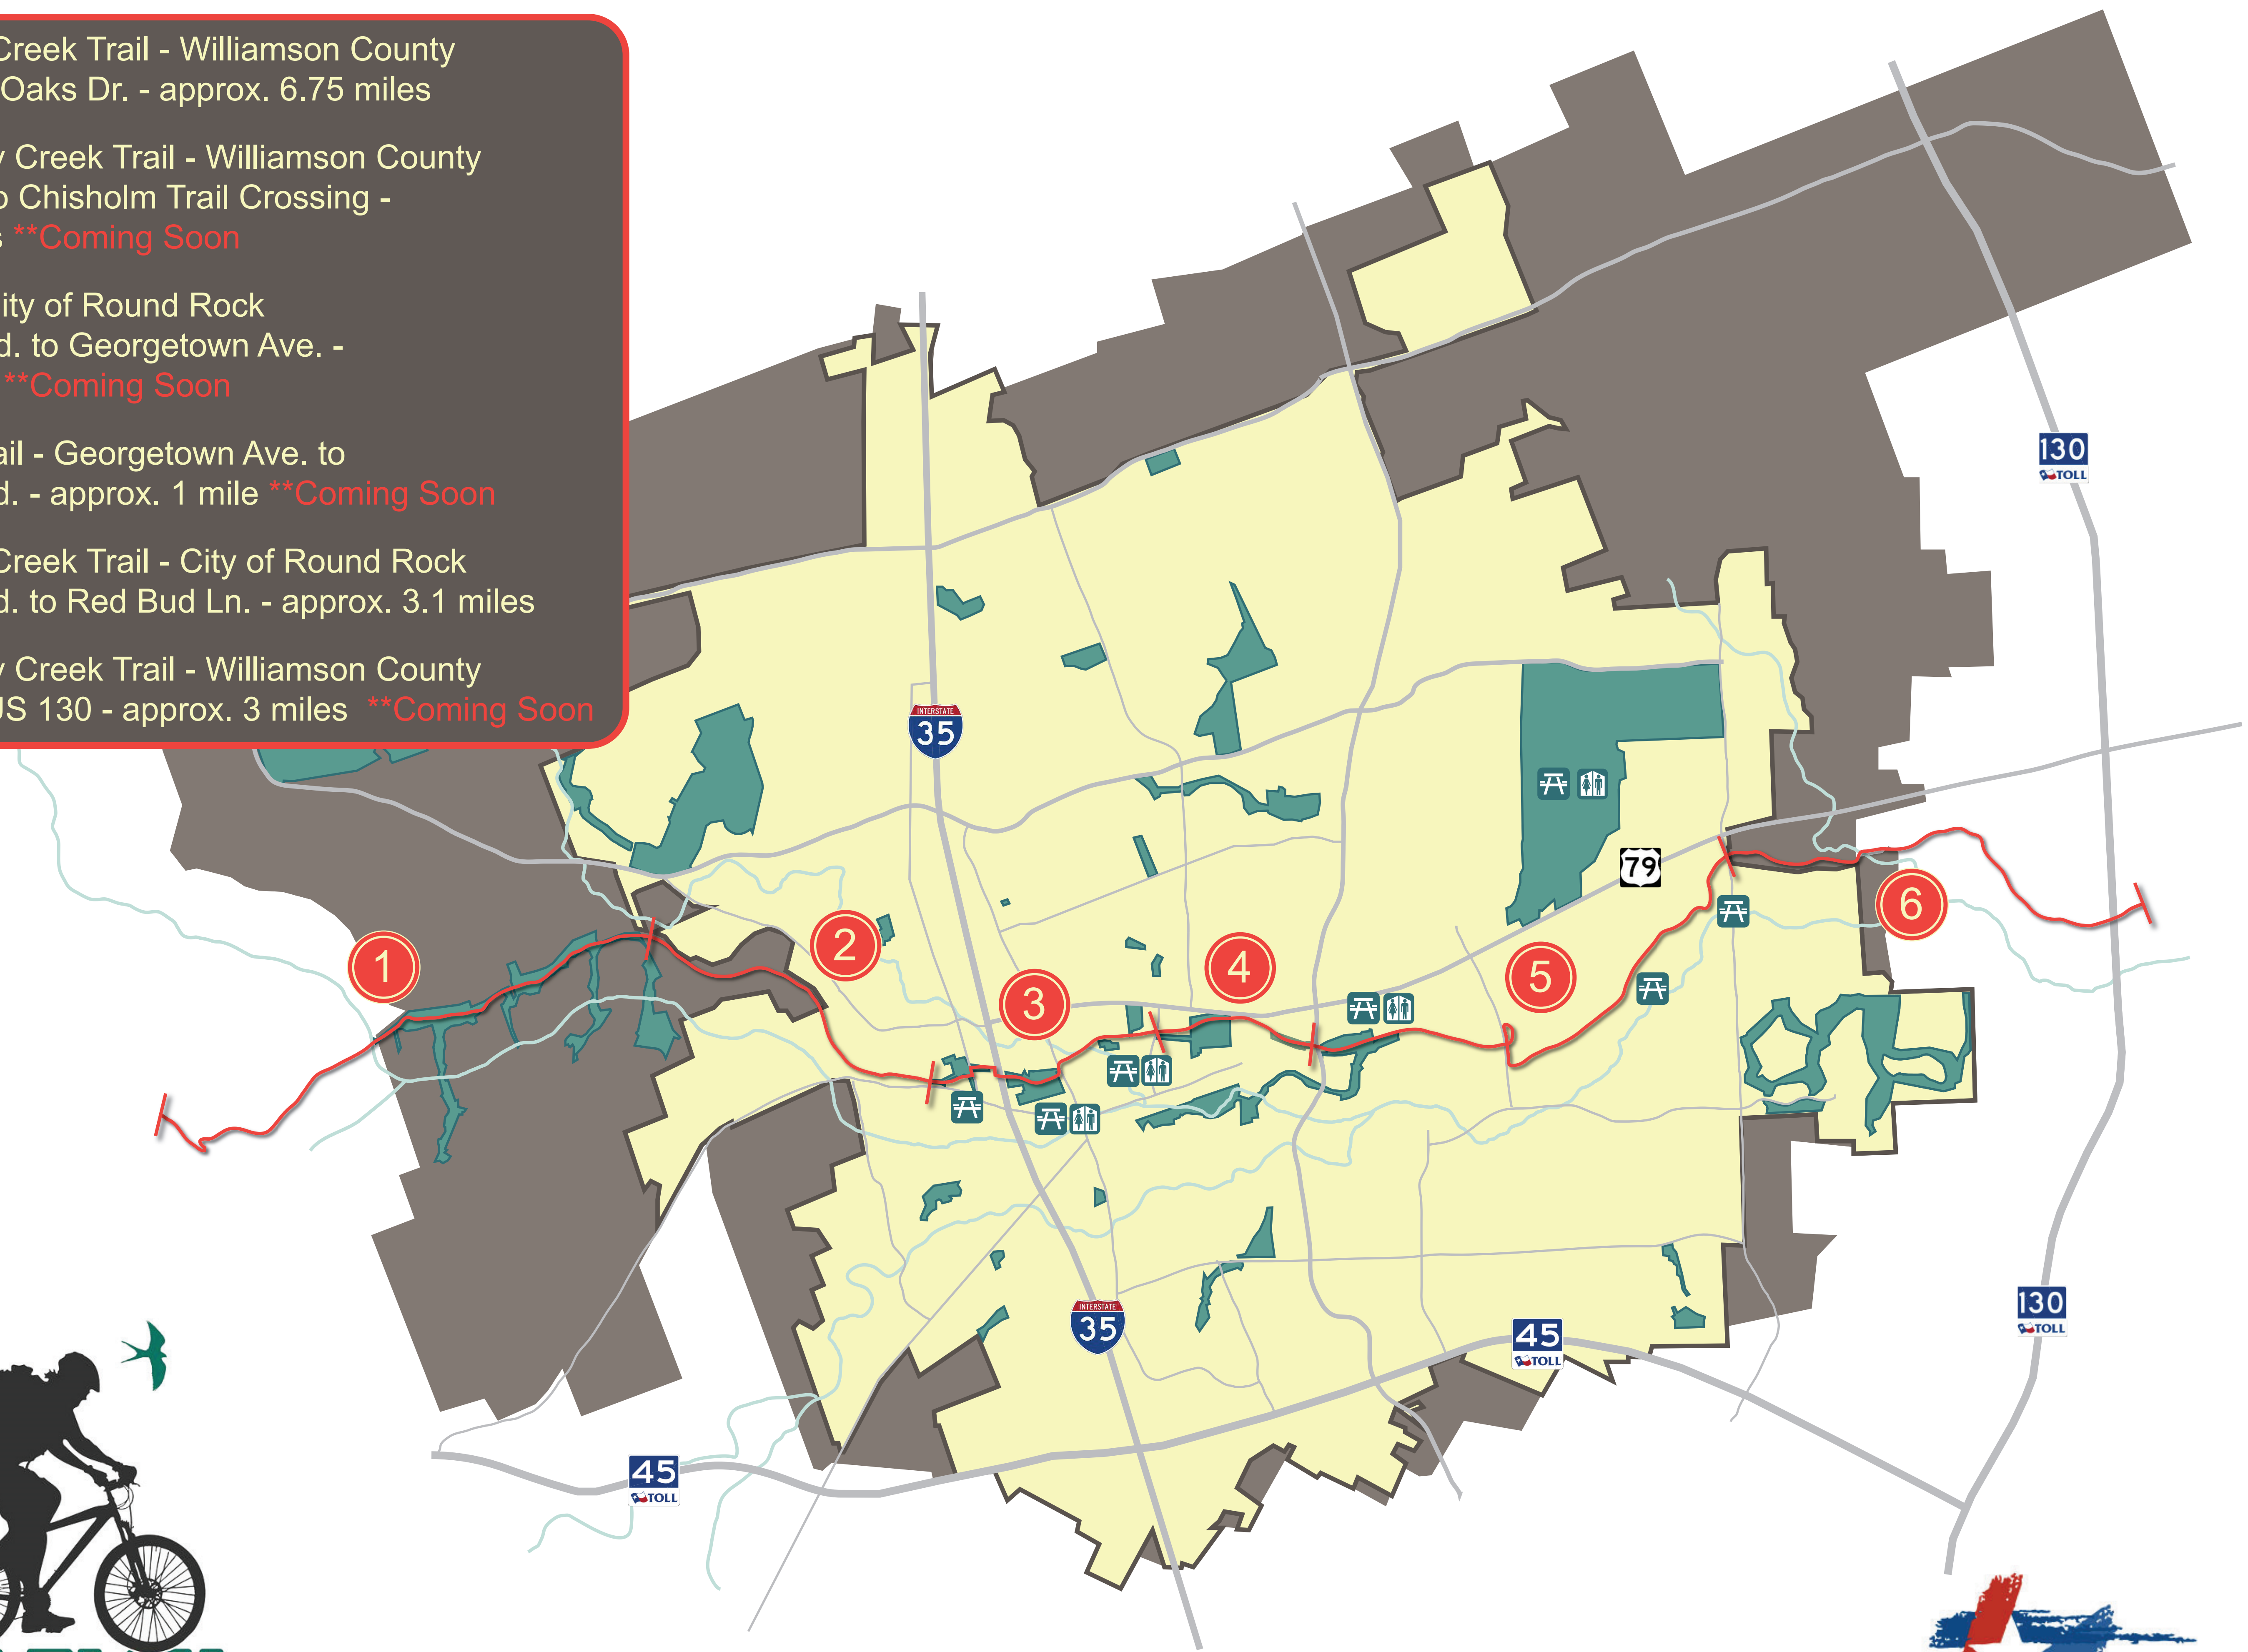 Creek Trail - Williamson County
Oaks Dr. - approx. 6.75 miles
Creek Trail - Williamson County
Chisholm Trail Crossing -
**Coming Soon
City of Round Rock
to Georgetown Ave. -
**Coming Soon
- Georgetown Ave. to
- approx. 1 mile **Coming Soon
Creek Trail - City of Round Rock
to Red Bud Ln. - approx. 3.1 miles
Creek Trail - Williamson County
US 130 - approx. 3 miles **Coming Soon
130
TOLL
INTERSTATE
35
79
6
2
1
4
5
3
130
TOLL
INTERSTATE
35
45
TOLL
45
TOLL